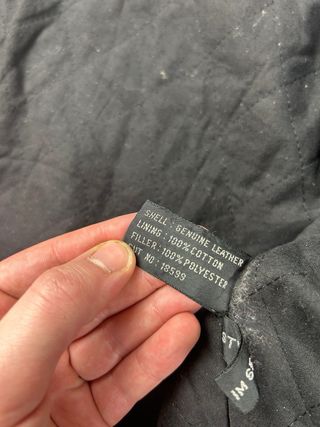 SHELL : GENUINE LEATHER
LINING : 100% COTTON
FILLER : 100% POLYESTER
CUT NO : 18599